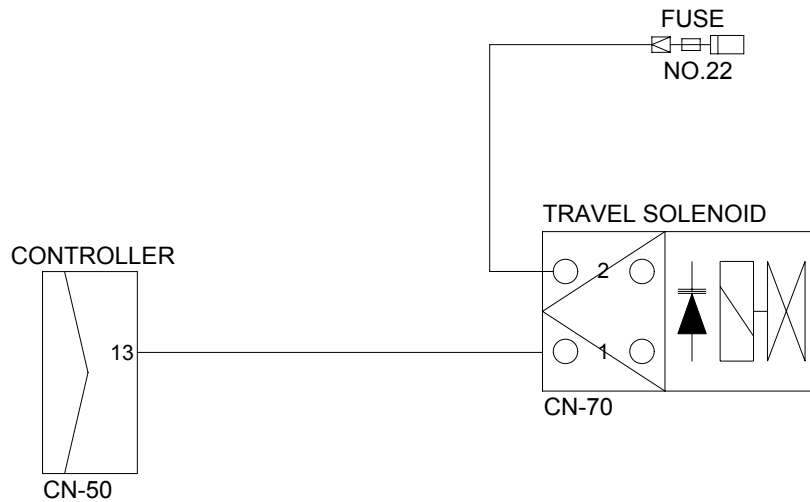 FUSE
NO.22
TRAVEL SOLENOID
CONTROLLER
2
13
1
CN-70
CN-50